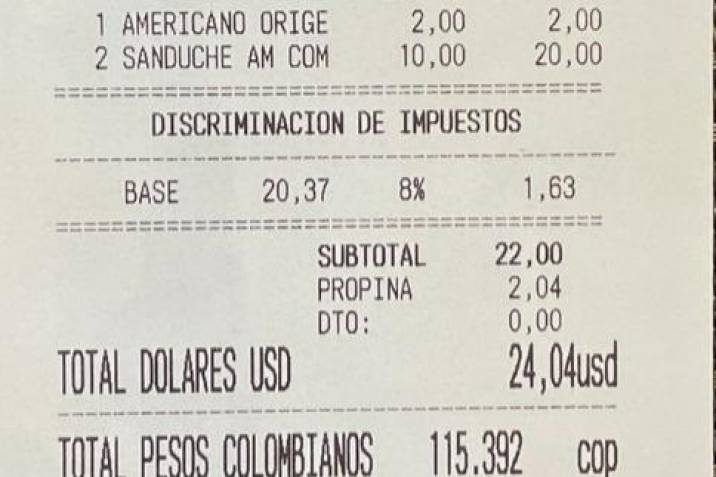 1 AMERICANO ORIGE 2,00 2,00
2 SANDUCHE AM COM 10,00 20,00
DISCRIMINACION DE IMPUESTOS
BASE 20,37 8% 1,63
SUBTOTAL 22,00
PROPINA 2,04
DTO: 0,00
TOTAL DOLARES USD 24,04usd
TOTAL PESOS COLOMBIANOS 115.392 cop